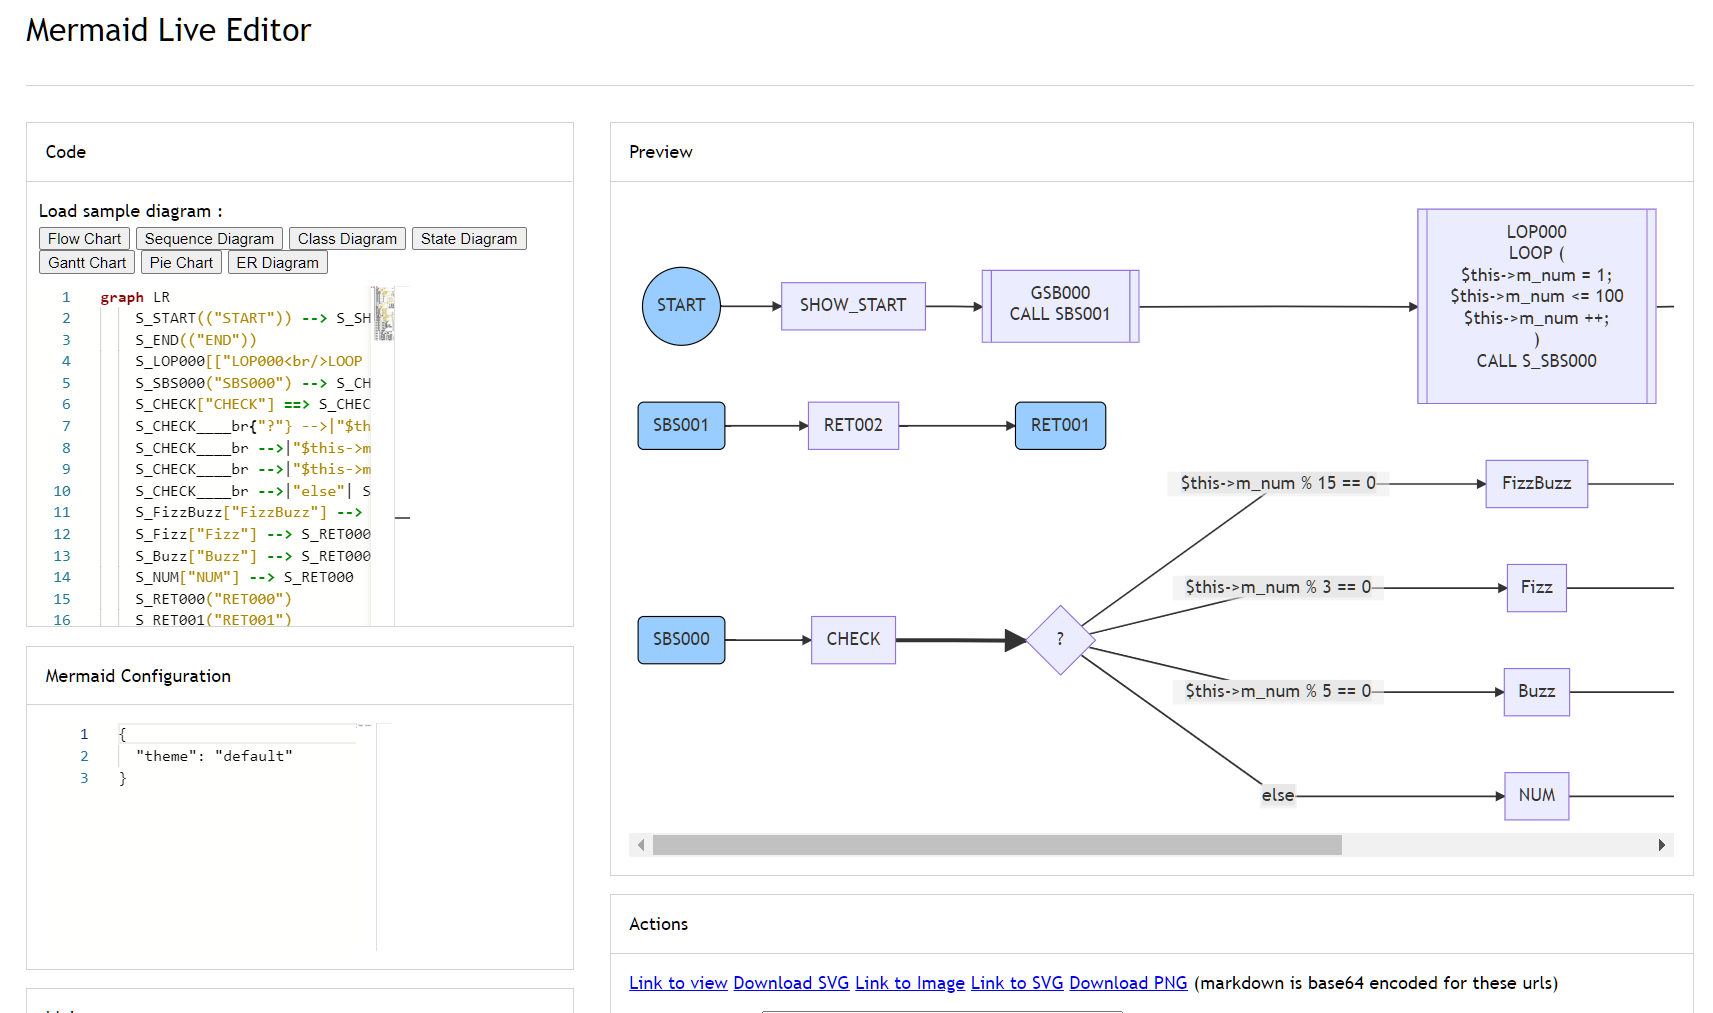 Mermaid Live Editor
Code
Load sample diagram :
Flow Chart Sequence Diagram Class Diagram State Diagram
Gantt Chart Pie Chart ER Diagram
1 graph LR
2 S_START(("START")) --> S_SH
3 S_END(("END"))
4 S_LOP000[["LOP000<br/>LOOP
5 S_SBS000("SBS000") --> S_CH
6 S_CHECK["CHECK"] ==> S_CHEC
7 S_CHECK____br{"?"} -->|"$th
8 S_CHECK____br -->|"$this->m
9 S_CHECK____br -->|"$this->m
10 S_CHECK____br -->|"else"| S
11 S_FizzBuzz["FizzBuzz"] -->
12 S_Fizz["Fizz"] --> S_RET000
13 S_Buzz["Buzz"] --> S_RET000
14 S_NUM["NUM"] --> S_RET000
15 S_RET000("RET000")
16 S_RET001("RET001")
Mermaid Configuration
1 {
2 "theme": "default"
3 }
Preview
START
SHOW_START
GSB000
CALL SBS001
LOP000
LOOP (
$this->m_num = 1;
$this->m_num <= 100
$this->m_num ++;
)
CALL S_SBS000
SBS001
RET002
RET001
$this->m_num % 15 == 0
FizzBuzz
$this->m_num % 3 == 0
Fizz
SBS000
CHECK
?
$this->m_num % 5 == 0
Buzz
else
NUM
Actions
Link to view Download SVG Link to Image Link to SVG Download PNG (markdown is base64 encoded for these urls)